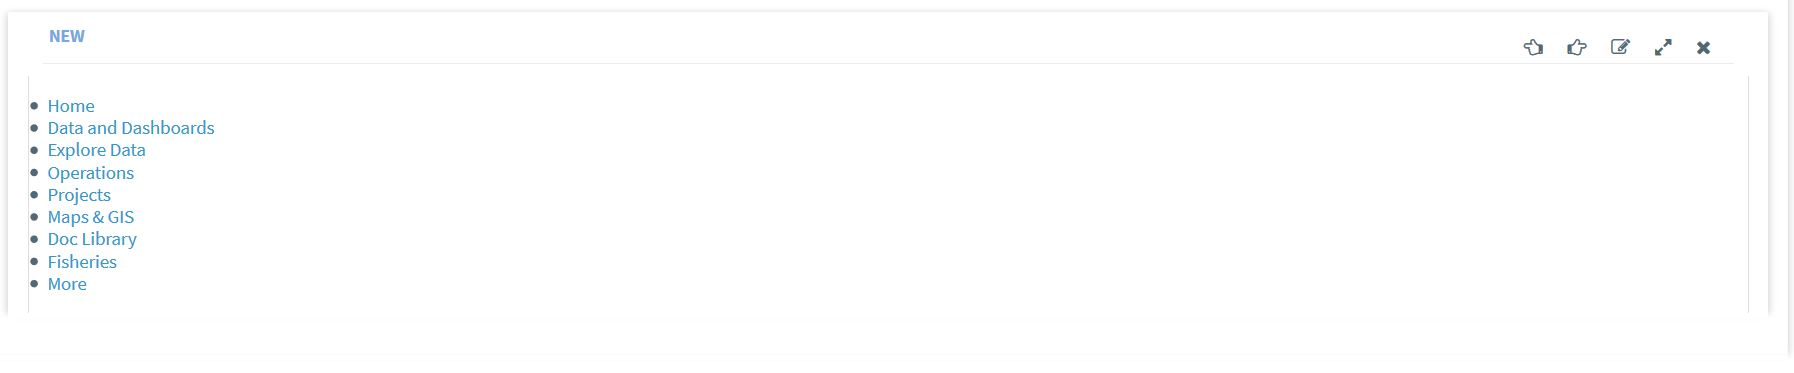 NEW
Home
Data and Dashboards
Explore Data
Operations
Projects
Maps & GIS
Doc Library
Fisheries
More